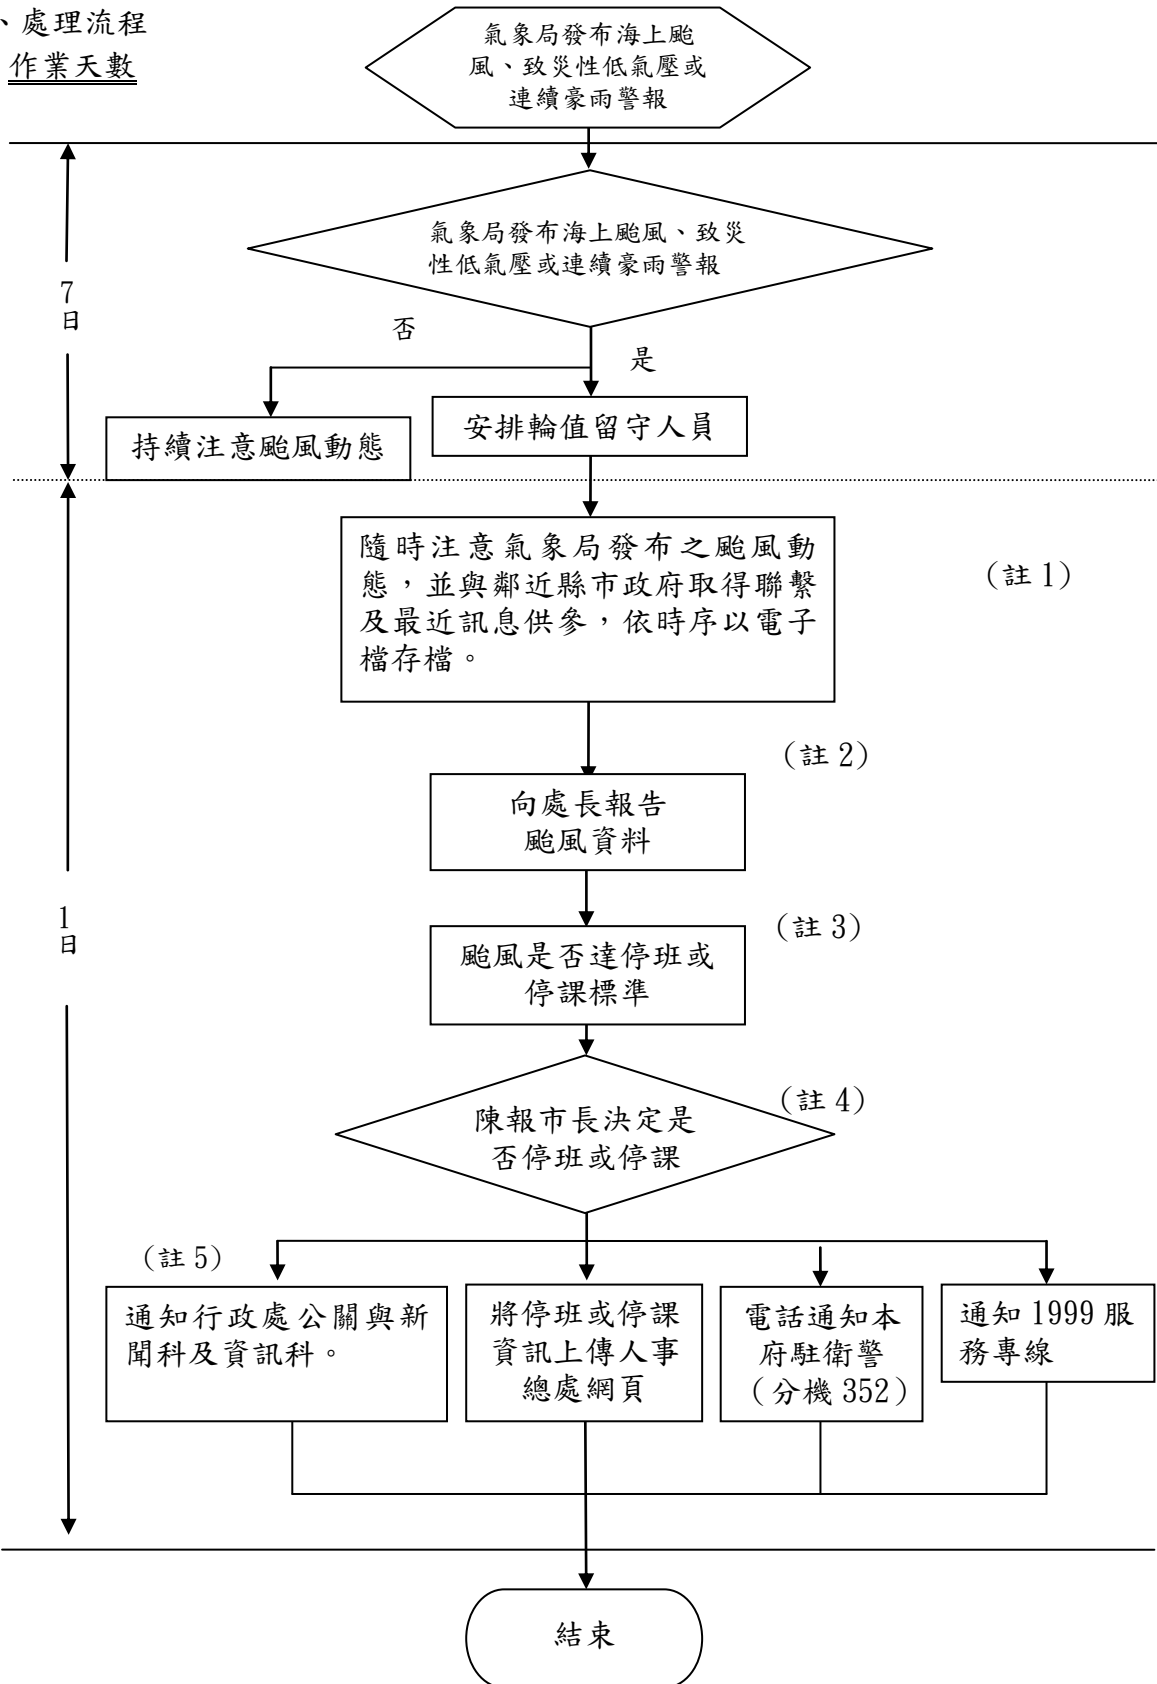 、處理流程
作業天數
氣象局發布海上颱
風、致災性低氣壓或
連續豪雨警報
氣象局發布海上颱風、致災
性低氣壓或連續豪雨警報
7
日
否
是
持續注意颱風動態
安排輪值留守人員
隨時注意氣象局發布之颱風動
態，並與鄰近縣市政府取得聯繫
及最近訊息供參，依時序以電子
檔存檔。
（註 1）
（註 2）
向處長報告
颱風資料
1
日
（註 3）
颱風是否達停班或
停課標準
（註 4）
陳報市長決定是
否停班或停課
（註 5）
通知行政處公關與新
聞科及資訊科。
將停班或停課
資訊上傳人事
總處網頁
電話通知本
府駐衛警
（分機 352）
通知 1999 服
務專線
結束